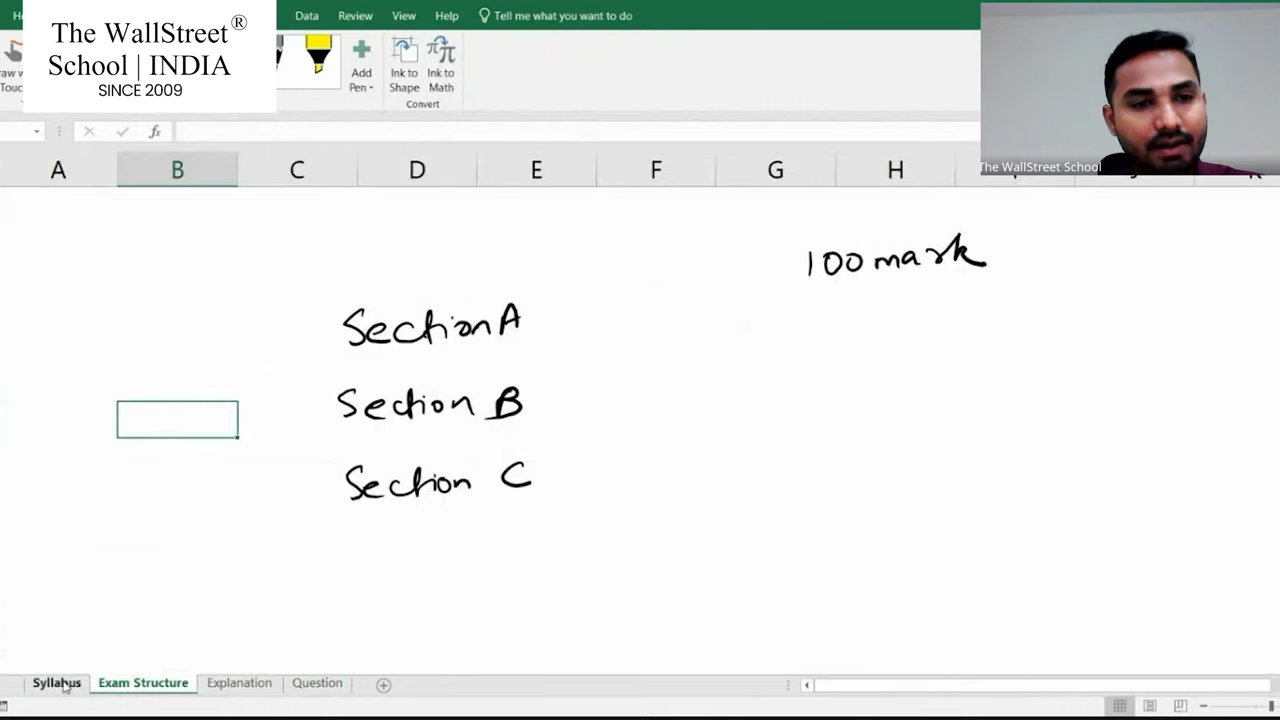 Data Review View Help Tell me what you want to do
The WallStreet®
School | INDIA
SINCE 2009
Add
Pen
Ink to
Shape
Ink to
Math
Convert
fx
The WallStreet School
A B C D E F G H
100 mark
Section A
Section B
Section C
Syllabus Exam Structure Explanation Question